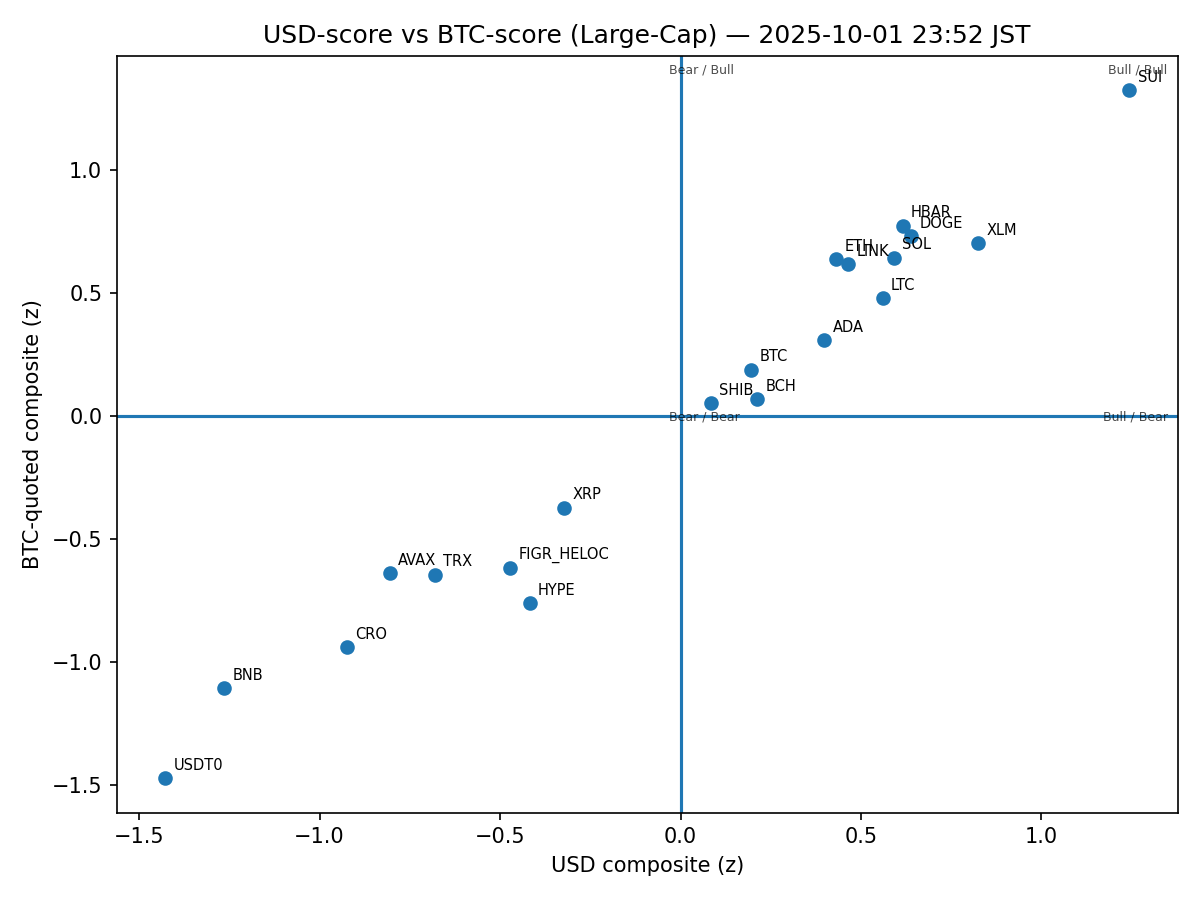 USD-score vs BTC-score (Large-Cap) — 2025-10-01 23:52 JST
Bear / Bull
Bull / Bull
SUI
1.0
HBAR
DOGE
XLM
ETH
LINK
SOL
0.5
LTC
ADA
BTC
SHIB
BCH
0.0
Bear / Bear
Bull / Bear
BTC-quoted composite (z)
XRP
−0.5
AVAX
TRX
FIGR_HELOC
HYPE
CRO
−1.0
BNB
USDT0
−1.5
−1.5
−1.0
−0.5
0.0
0.5
1.0
USD composite (z)